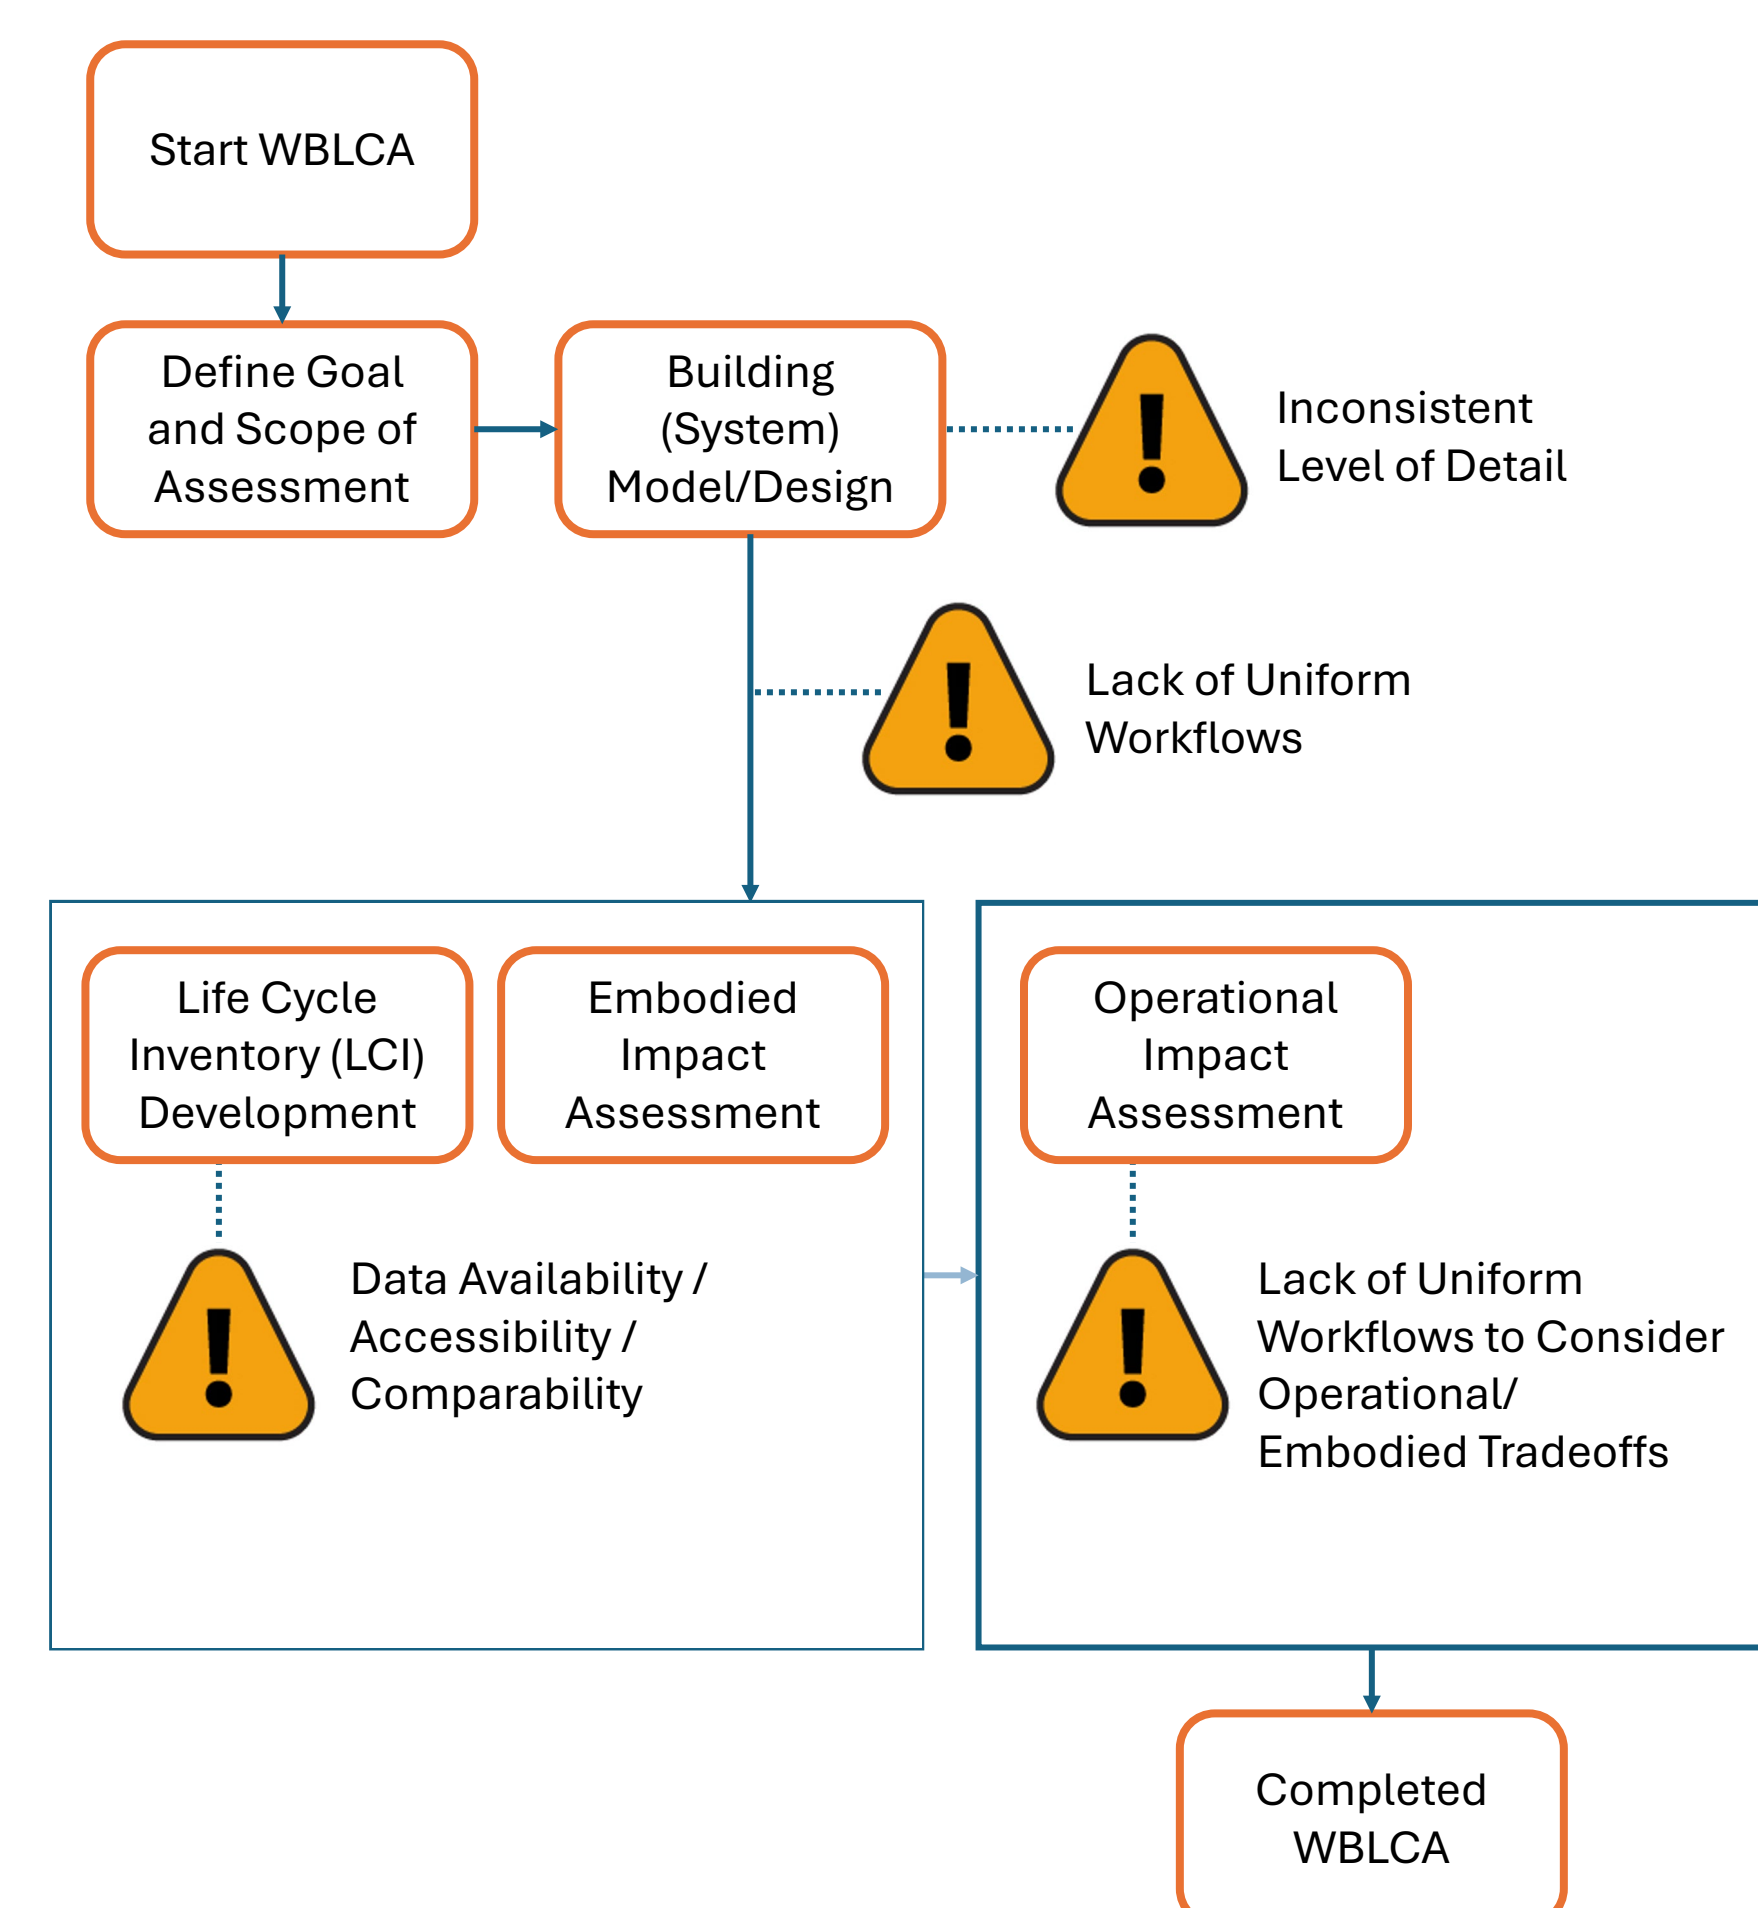 Start WBLCA
Define Goal
and Scope of
Assessment
Building
(System)
Model/Design
Inconsistent
Level of Detail
Lack of Uniform
Workflows
Life Cycle
Inventory (LCI)
Development
Embodied
Impact
Assessment
Data Availability /
Accessibility /
Comparability
Operational
Impact
Assessment
Lack of Uniform
Workflows to Consider
Operational/
Embodied Tradeoffs
Completed
WBLCA